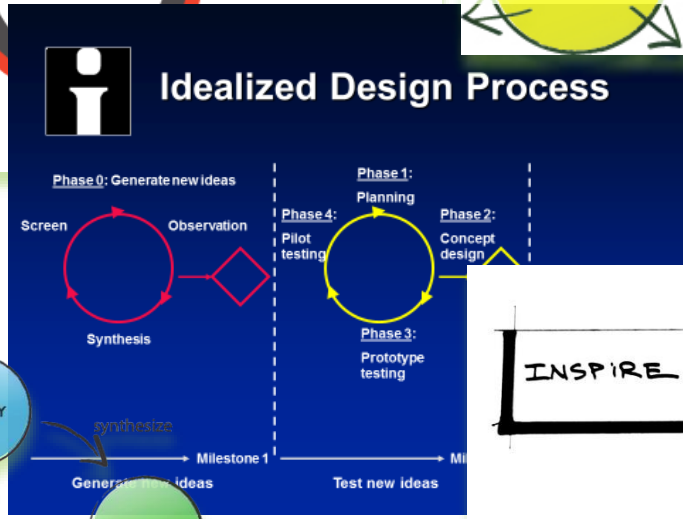 Idealized Design Process
Phase 0: Generate new ideas
Screen
Observation
Synthesis
Phase 1:
Planning
Phase 4:
Pilot
testing
Phase 2:
Concept
design
Phase 3:
Prototype
testing
INSPIRE
synthesize
Milestone 1
Generate new ideas
Test new ideas